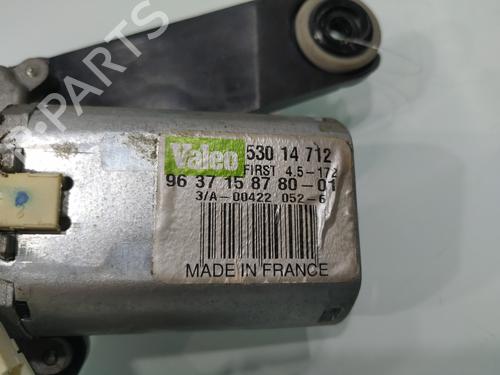 Valeo 530 14 712
FIRST 4.5-172
96 37 15 87 80-01
3/A-00422 052-6
MADE IN FRANCE
B-PARTS